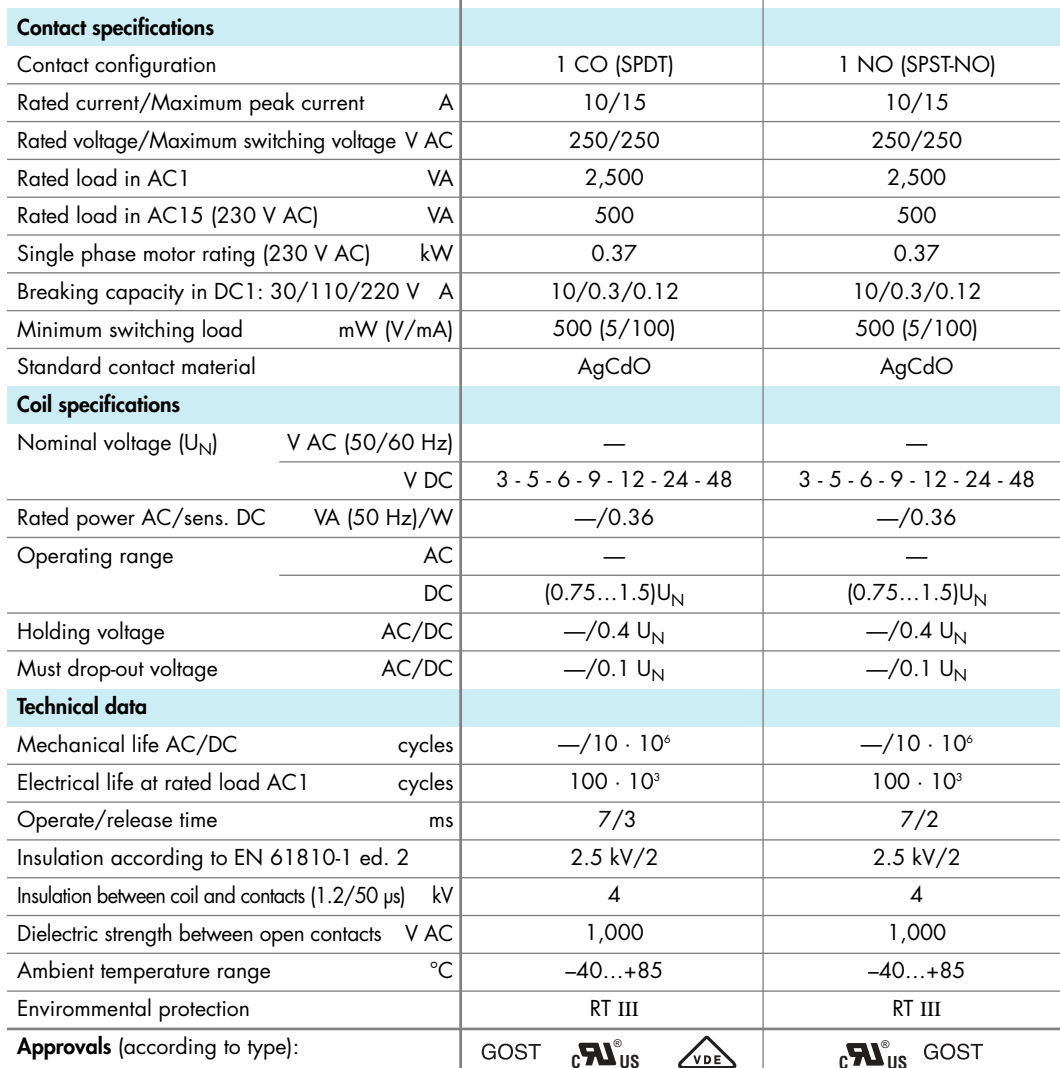 Contact specifications
Contact configuration 1 CO (SPDT) 1 NO (SPST-NO)
Rated current/Maximum peak current A 10/15 10/15
Rated voltage/Maximum switching voltage V AC 250/250 250/250
Rated load in AC1 VA 2,500 2,500
Rated load in AC15 (230 V AC) VA 500 500
Single phase motor rating (230 V AC) kW 0.37 0.37
Breaking capacity in DC1: 30/110/220 V A 10/0.3/0.12 10/0.3/0.12
Minimum switching load mW (V/mA) 500 (5/100) 500 (5/100)
Standard contact material AgCdO AgCdO
Coil specifications
Nominal voltage (UN) V AC (50/60 Hz) — —
V DC 3 - 5 - 6 - 9 - 12 - 24 - 48 3 - 5 - 6 - 9 - 12 - 24 - 48
Rated power AC/sens. DC VA (50 Hz)/W —/0.36 —/0.36
Operating range AC — —
DC (0.75…1.5)UN (0.75…1.5)UN
Holding voltage AC/DC —/0.4 UN —/0.4 UN
Must drop-out voltage AC/DC —/0.1 UN —/0.1 UN
Technical data
Mechanical life AC/DC cycles —/10 · 10⁶ —/10 · 10⁶
Electrical life at rated load AC1 cycles 100 · 10³ 100 · 10³
Operate/release time ms 7/3 7/2
Insulation according to EN 61810-1 ed. 2 2.5 kV/2 2.5 kV/2
Insulation between coil and contacts (1.2/50 µs) kV 4 4
Dielectric strength between open contacts V AC 1,000 1,000
Ambient temperature range °C –40…+85 –40…+85
Envirommental protection RT III RT III
Approvals (according to type): GOST c RU® US VDE c RU® US GOST